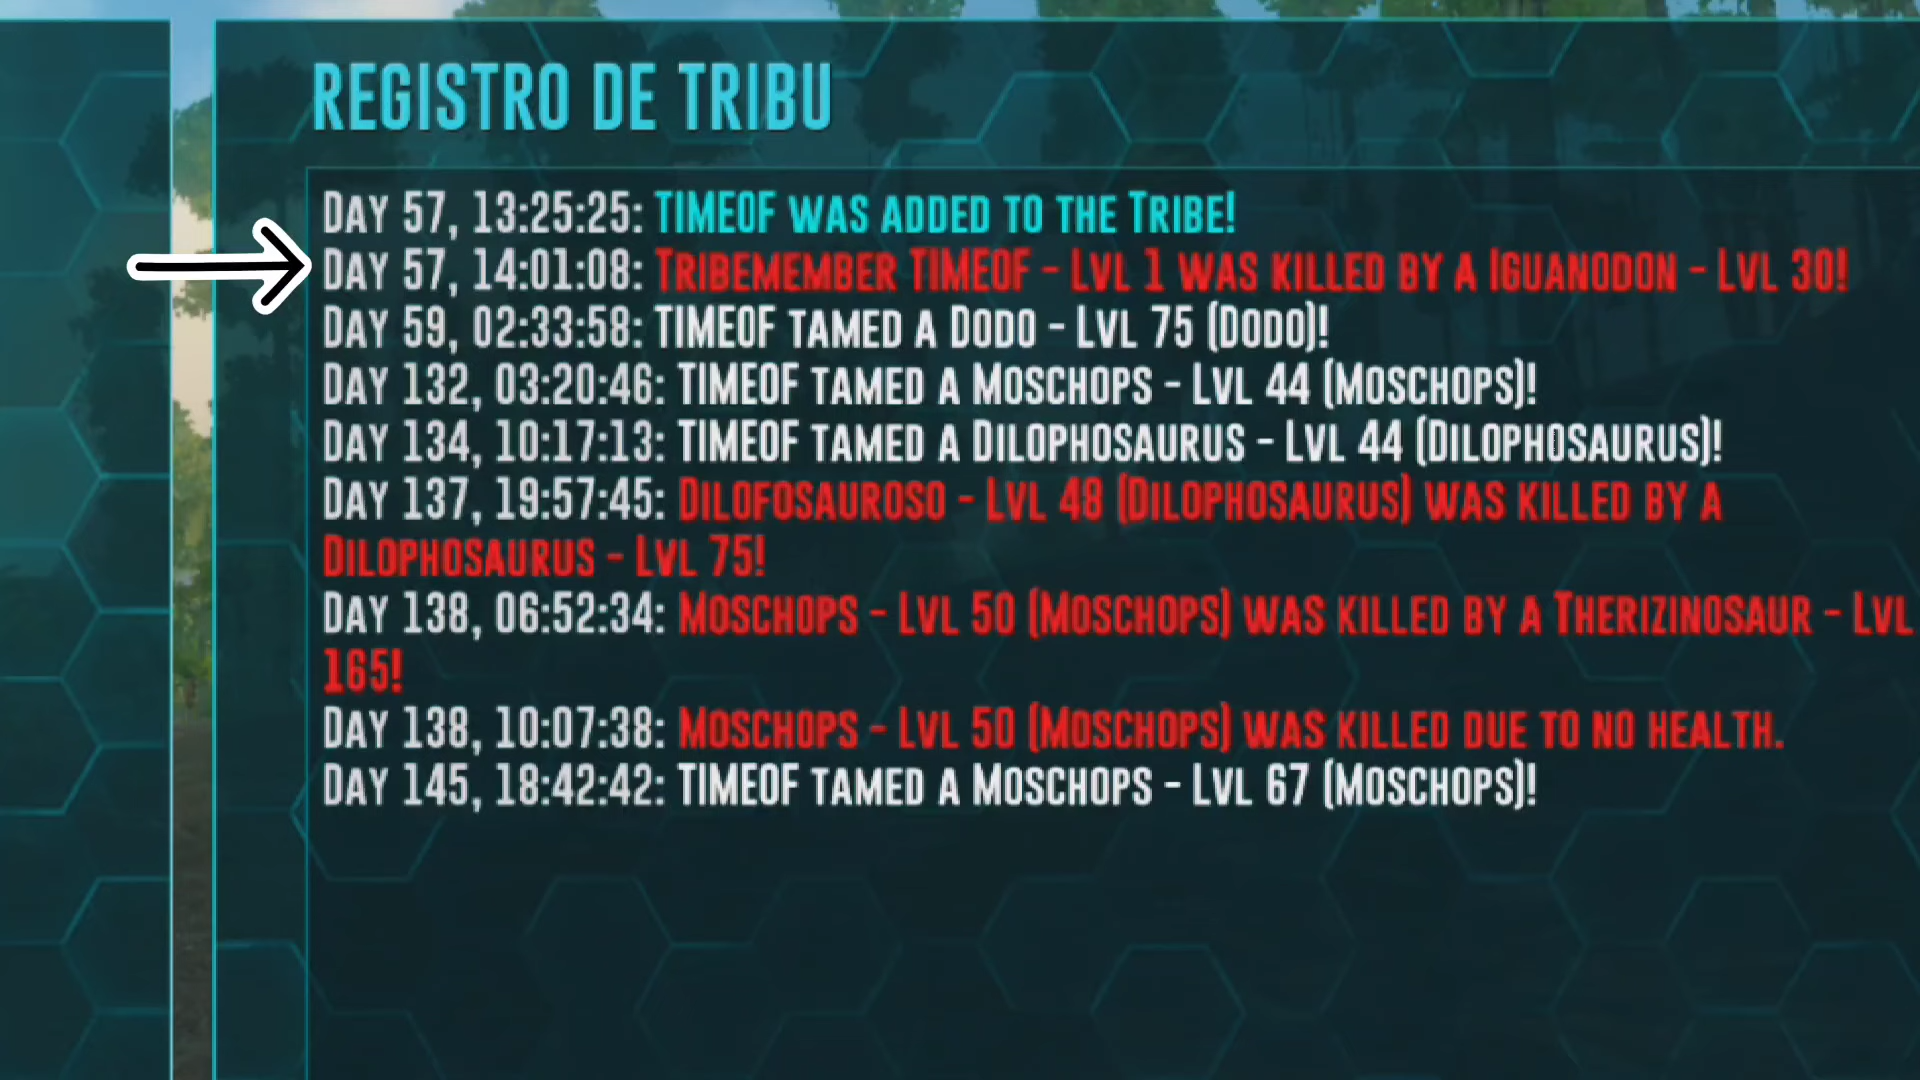 REGISTRO DE TRIBU
DAY 57, 13:25:25: TIMEOF WAS ADDED TO THE TRIBE!
DAY 57, 14:01:08: TRIBEMEMBER TIMEOF - LVL 1 WAS KILLED BY A IGUANODON - LVL 30!
DAY 59, 02:33:58: TIMEOF TAMED A DODO - LVL 75 (DODO)!
DAY 132, 03:20:46: TIMEOF TAMED A MOSCHOPS - LVL 44 (MOSCHOPS)!
DAY 134, 10:17:13: TIMEOF TAMED A DILOPHOSAURUS - LVL 44 (DILOPHOSAURUS)!
DAY 137, 19:57:45: DILOFOSAUROSO - LVL 48 (DILOPHOSAURUS) WAS KILLED BY A
DILOPHOSAURUS - LVL 75!
DAY 138, 06:52:34: MOSCHOPS - LVL 50 (MOSCHOPS) WAS KILLED BY A THERIZINOSAUR - LVL
165!
DAY 138, 10:07:38: MOSCHOPS - LVL 50 (MOSCHOPS) WAS KILLED DUE TO NO HEALTH.
DAY 145, 18:42:42: TIMEOF TAMED A MOSCHOPS - LVL 67 (MOSCHOPS)!